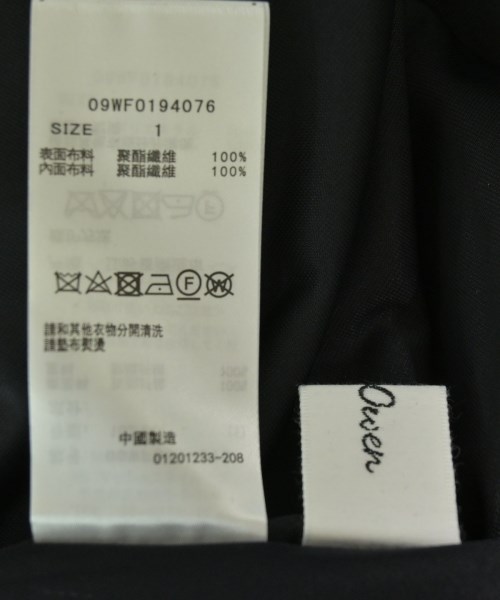 09WF0194076
SIZE 1
表面布料 聚酯纖維 100%
內面布料 聚酯纖維 100%
F W
請和其他衣物分開清洗
請墊布熨燙
中國製造
01201233-208
Owen